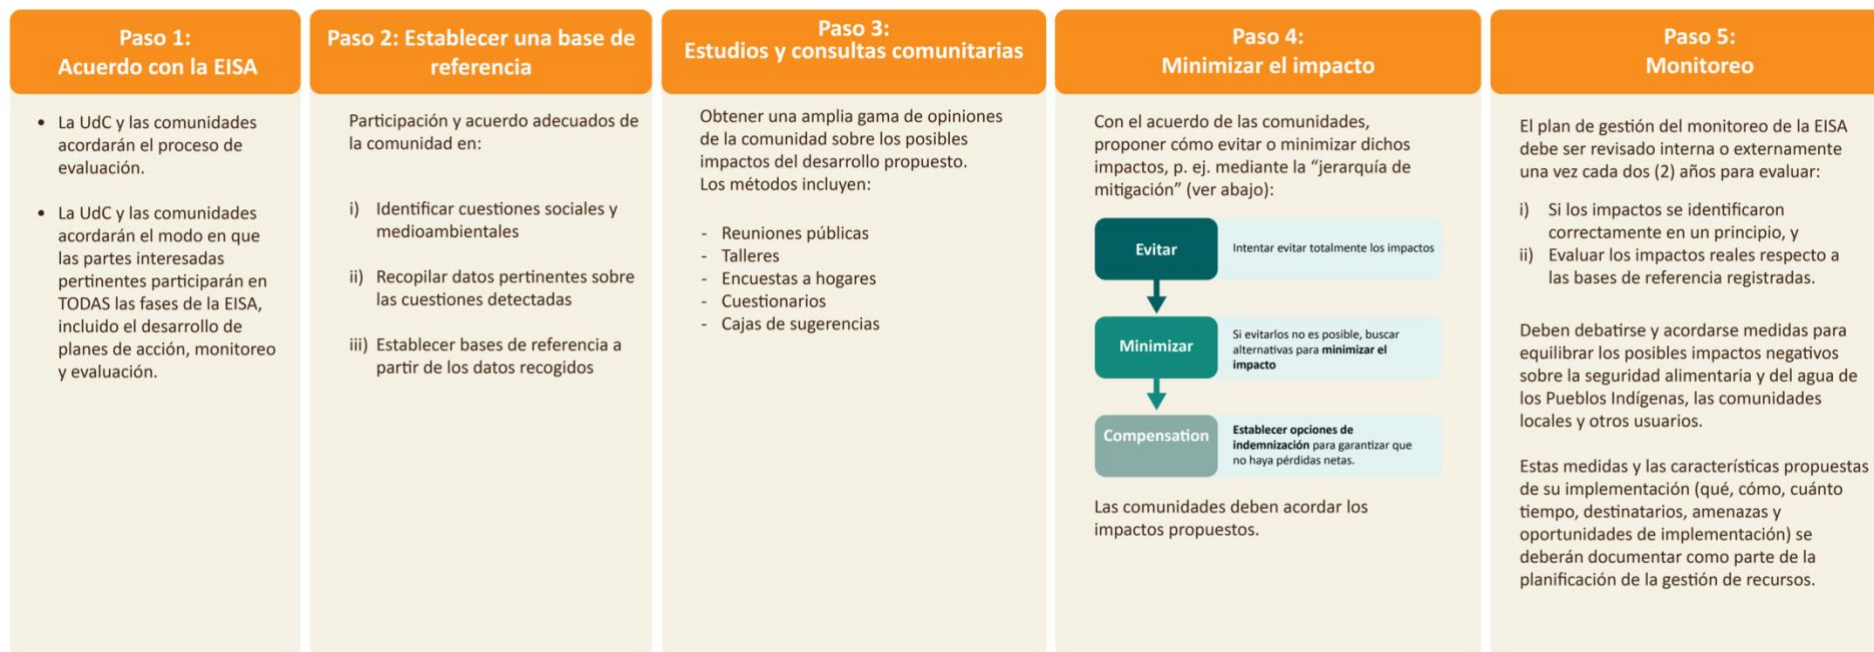 Paso 1:
Acuerdo con la EISA
• La UdC y las comunidades
acordarán el proceso de
evaluación.
• La UdC y las comunidades
acordarán el modo en que
las partes interesadas
pertinentes participarán en
TODAS las fases de la EISA,
incluido el desarrollo de
planes de acción, monitoreo
y evaluación.
Paso 2: Establecer una base de
referencia
Participación y acuerdo adecuados de
la comunidad en:
i) Identificar cuestiones sociales y
medioambientales
ii) Recopilar datos pertinentes sobre
las cuestiones detectadas
iii) Establecer bases de referencia a
partir de los datos recogidos
Paso 3:
Estudios y consultas comunitarias
Obtener una amplia gama de opiniones
de la comunidad sobre los posibles
impactos del desarrollo propuesto.
Los métodos incluyen:
- Reuniones públicas
- Talleres
- Encuestas a hogares
- Cuestionarios
- Cajas de sugerencias
Paso 4:
Minimizar el impacto
Con el acuerdo de las comunidades,
proponer cómo evitar o minimizar dichos
impactos, p. ej. mediante la “jerarquía de
mitigación” (ver abajo):
Evitar
Intentar evitar totalmente los impactos
Minimizar
Si evitarlos no es posible, buscar
alternativas para minimizar el
impacto
Compensation
Establecer opciones de
indemnización para garantizar que
no haya pérdidas netas.
Las comunidades deben acordar los
impactos propuestos.
Paso 5:
Monitoreo
El plan de gestión del monitoreo de la EISA
debe ser revisado interna o externamente
una vez cada dos (2) años para evaluar:
i) Si los impactos se identificaron
correctamente en un principio, y
ii) Evaluar los impactos reales respecto a
las bases de referencia registradas.
Deben debatirse y acordarse medidas para
equilibrar los posibles impactos negativos
sobre la seguridad alimentaria y del agua de
los Pueblos Indígenas, las comunidades
locales y otros usuarios.
Estas medidas y las características propuestas
de su implementación (qué, cómo, cuánto
tiempo, destinatarios, amenazas y
oportunidades de implementación) se
deberán documentar como parte de la
planificación de la gestión de recursos.